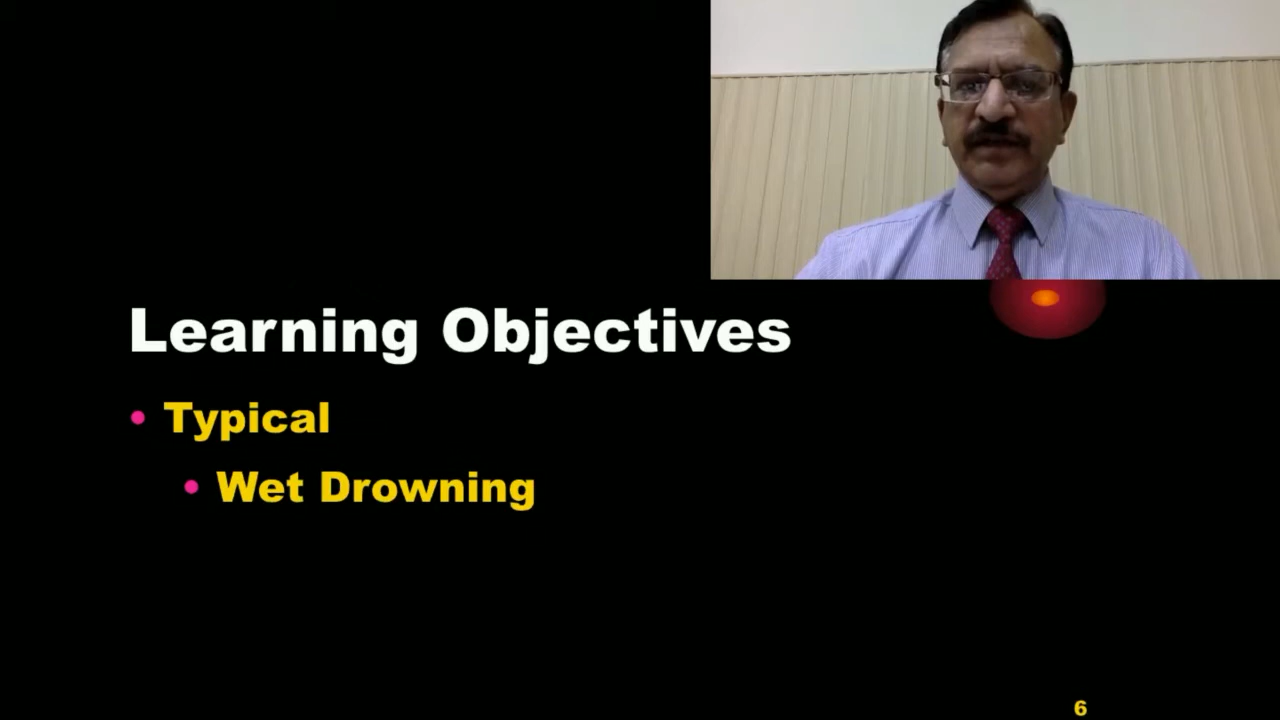 Learning Objectives
• Typical
• Wet Drowning
6